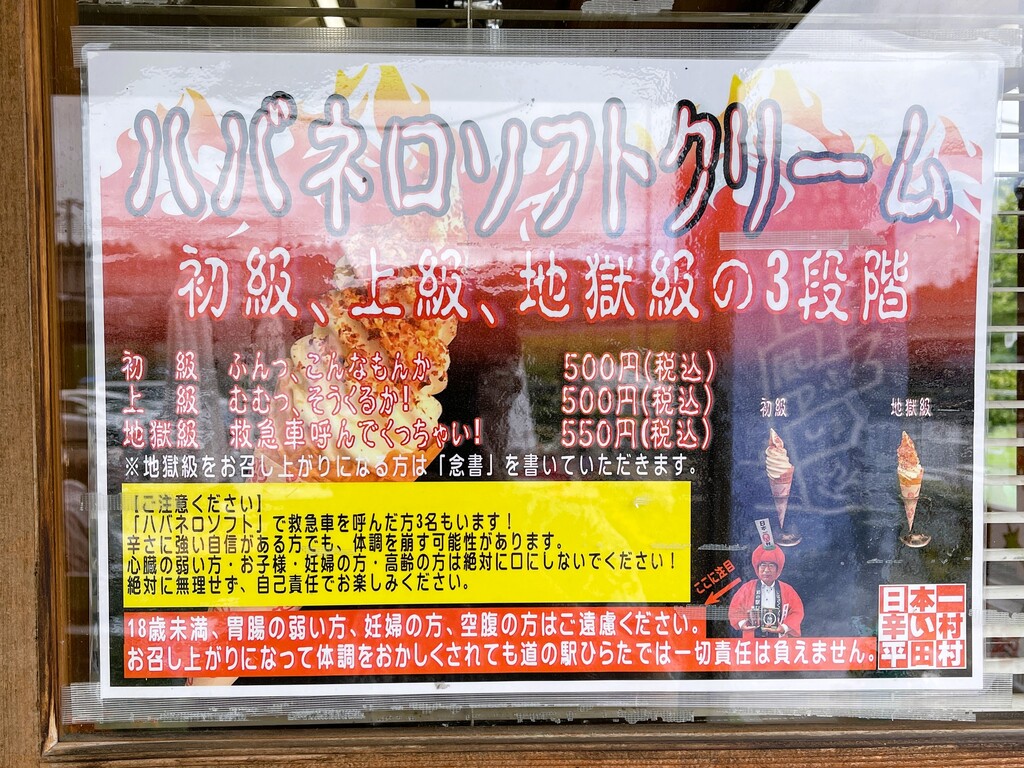 ハバネロソフトクリーム
初級、上級、地獄級の3段階
初 級 ふんっ、こんなもんか 500円(税込)
上 級 むむっ、そうくるか! 500円(税込)
地獄級 救急車呼んでくっちゃい! 550円(税込)
※地獄級をお召し上がりになる方は「念書」を書いていただきます。
【ご注意ください】
「ハバネロソフト」で救急車を呼んだ方3名もいます!
辛さに強い自信がある方でも、体調を崩す可能性があります。
心臓の弱い方・お子様・妊婦の方・高齢の方は絶対に口にしないでください!
絶対に無理せず、自己責任でお楽しみください。
初級
地獄級
ここに注目
18歳未満、胃腸の弱い方、妊婦の方、空腹の方はご遠慮ください。
お召し上がりになって体調をおかしくされても道の駅ひらたでは一切責任は負えません。
日本一
辛い村
平田村